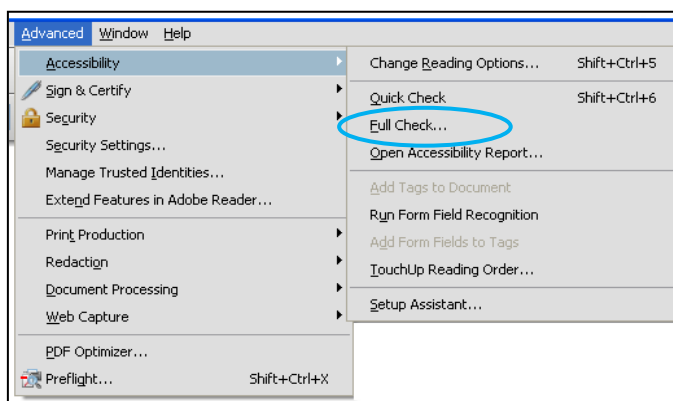 Advanced Window Help
Accessibility
Sign & Certify
Security
Security Settings...
Manage Trusted Identities...
Extend Features in Adobe Reader...
Print Production
Redaction
Document Processing
Web Capture
PDF Optimizer...
Preflight... Shift+Ctrl+X
Change Reading Options... Shift+Ctrl+5
Quick Check Shift+Ctrl+6
Full Check...
Open Accessibility Report...
Add Tags to Document
Run Form Field Recognition
Add Form Fields to Tags
TouchUp Reading Order...
Setup Assistant...